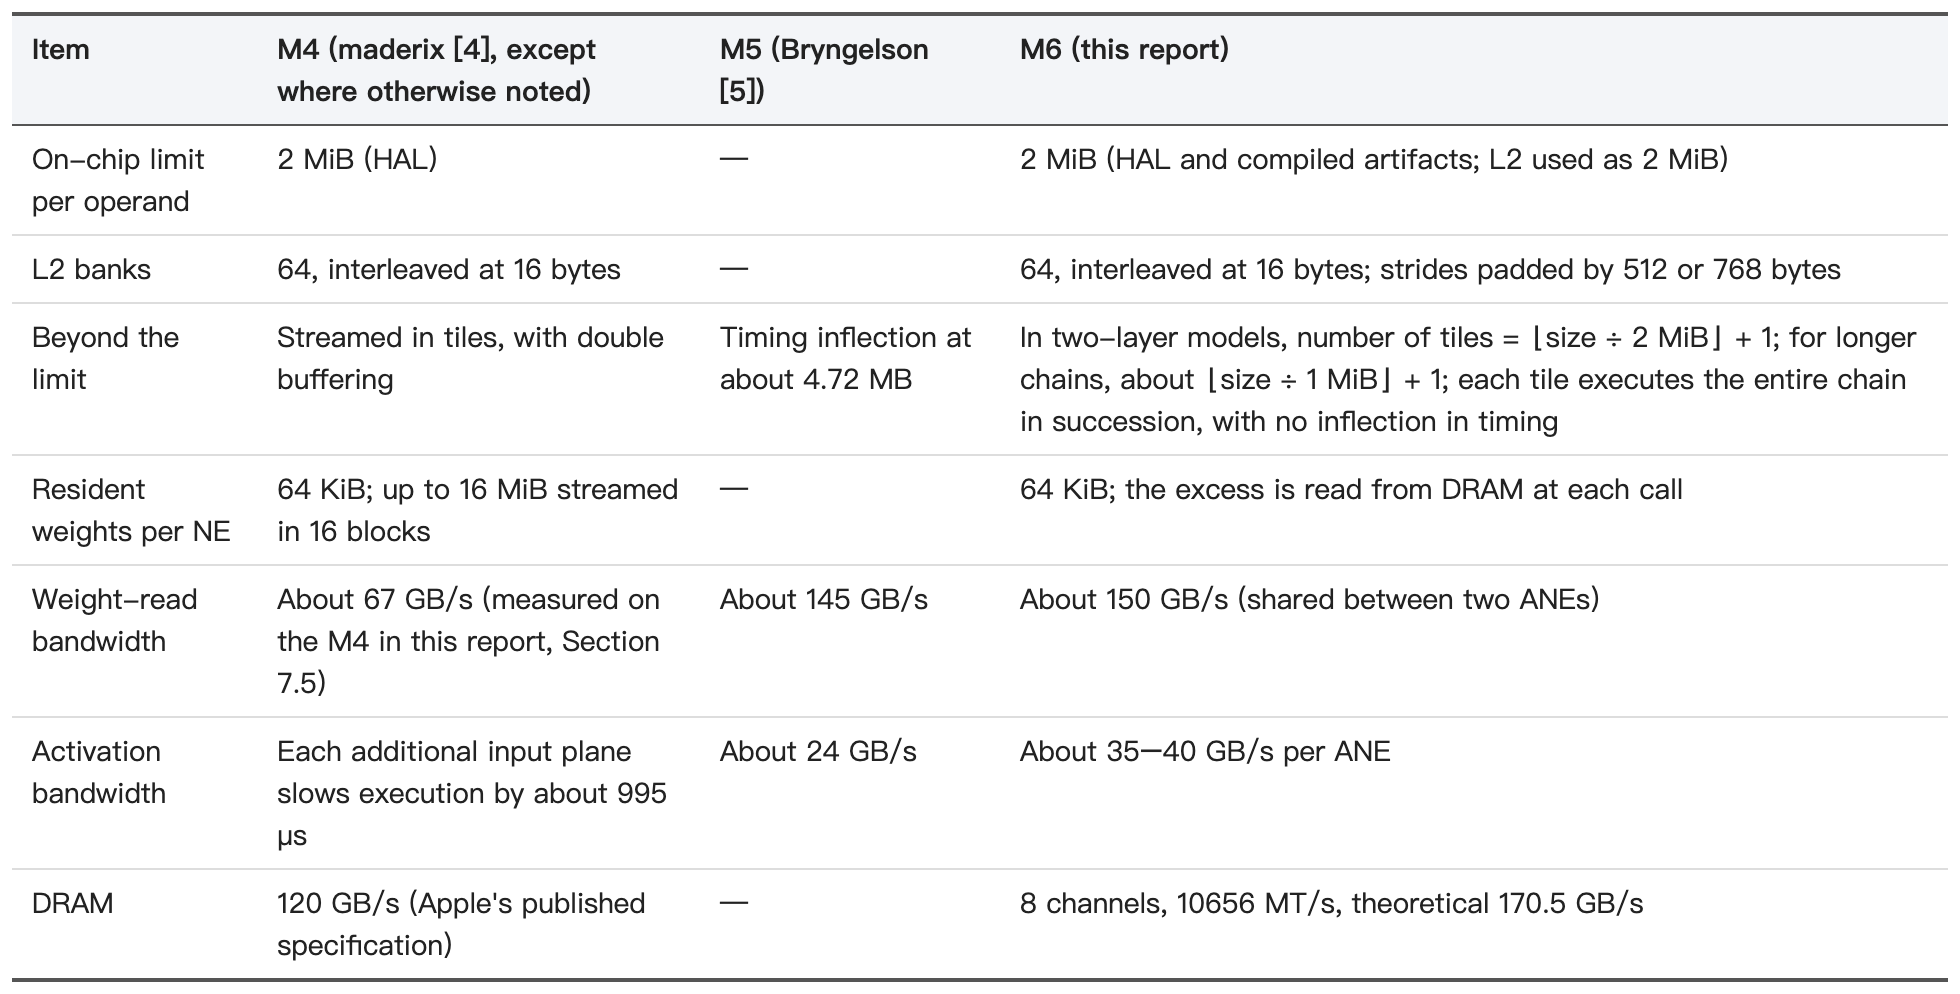 Item
M4 (maderix [4], except
where otherwise noted)
M5 (Bryngelson
[5])
M6 (this report)
On–chip limit
per operand
2 MiB (HAL)
—
2 MiB (HAL and compiled artifacts; L2 used as 2 MiB)
L2 banks
64, interleaved at 16 bytes
—
64, interleaved at 16 bytes; strides padded by 512 or 768 bytes
Beyond the
limit
Streamed in tiles, with double
buffering
Timing inflection at
about 4.72 MB
In two–layer models, number of tiles = ⌊size ÷ 2 MiB⌋ + 1; for longer
chains, about ⌊size ÷ 1 MiB⌋ + 1; each tile executes the entire chain
in succession, with no inflection in timing
Resident
weights per NE
64 KiB; up to 16 MiB streamed
in 16 blocks
—
64 KiB; the excess is read from DRAM at each call
Weight–read
bandwidth
About 67 GB/s (measured on
the M4 in this report, Section
7.5)
About 145 GB/s
About 150 GB/s (shared between two ANEs)
Activation
bandwidth
Each additional input plane
slows execution by about 995
µs
About 24 GB/s
About 35—40 GB/s per ANE
DRAM
120 GB/s (Apple's published
specification)
—
8 channels, 10656 MT/s, theoretical 170.5 GB/s